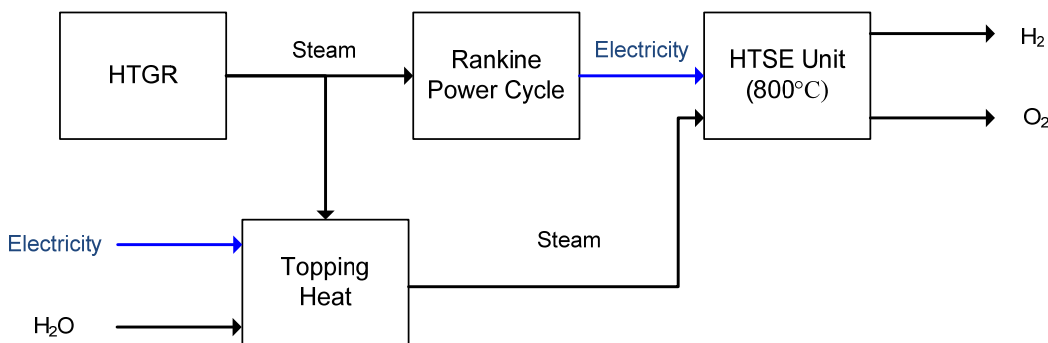 HTGR
Steam
Rankine
Power Cycle
Electricity
HTSE Unit
(800°C)
H₂
O₂
Electricity
H₂O
Topping
Heat
Steam